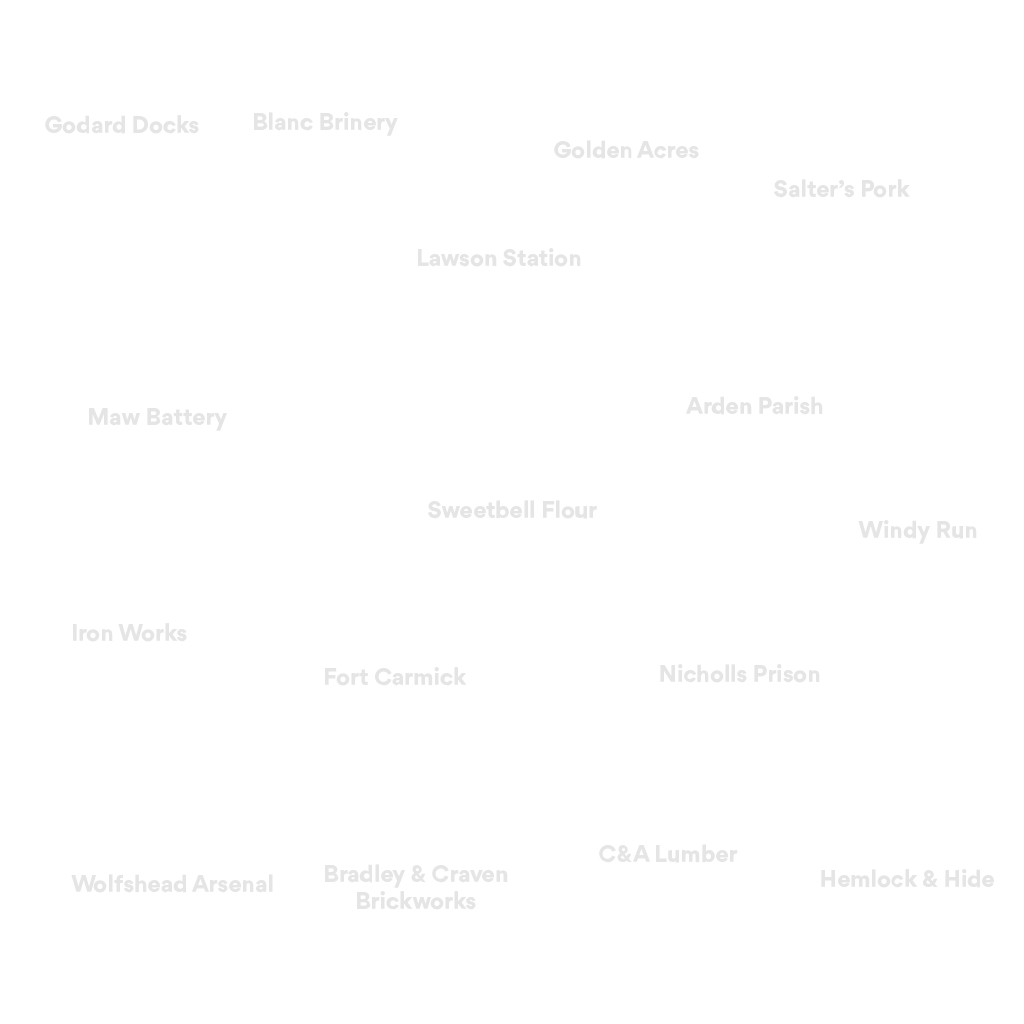 Godard Docks
Blanc Brinery
Golden Acres
Salter’s Pork
Lawson Station
Maw Battery
Arden Parish
Sweetbell Flour
Windy Run
Iron Works
Fort Carmick
Nicholls Prison
C&A Lumber
Wolfshead Arsenal
Bradley & Craven
Brickworks
Hemlock & Hide